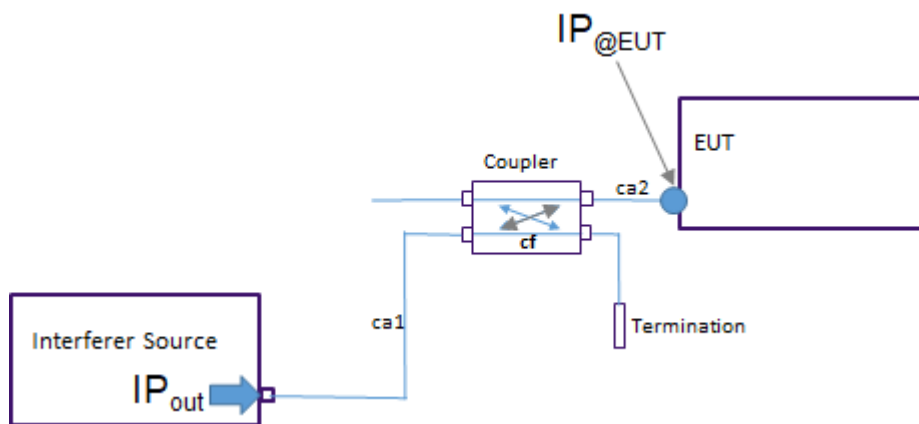 IP@EUT
EUT
Coupler
ca2
cf
ca1
Termination
Interferer Source
IPout